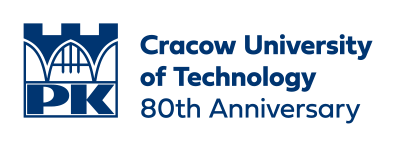 PK
Cracow University
of Technology
80th Anniversary